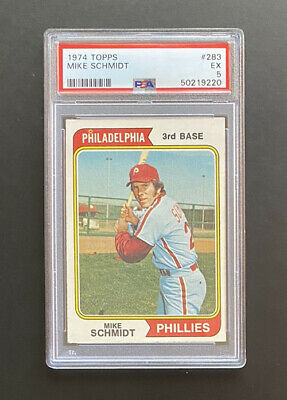 1974 TOPPS #283
MIKE SCHMIDT EX
PSA 5
50219220
PHILADELPHIA 3rd BASE
MIKE
SCHMIDT PHILLIES